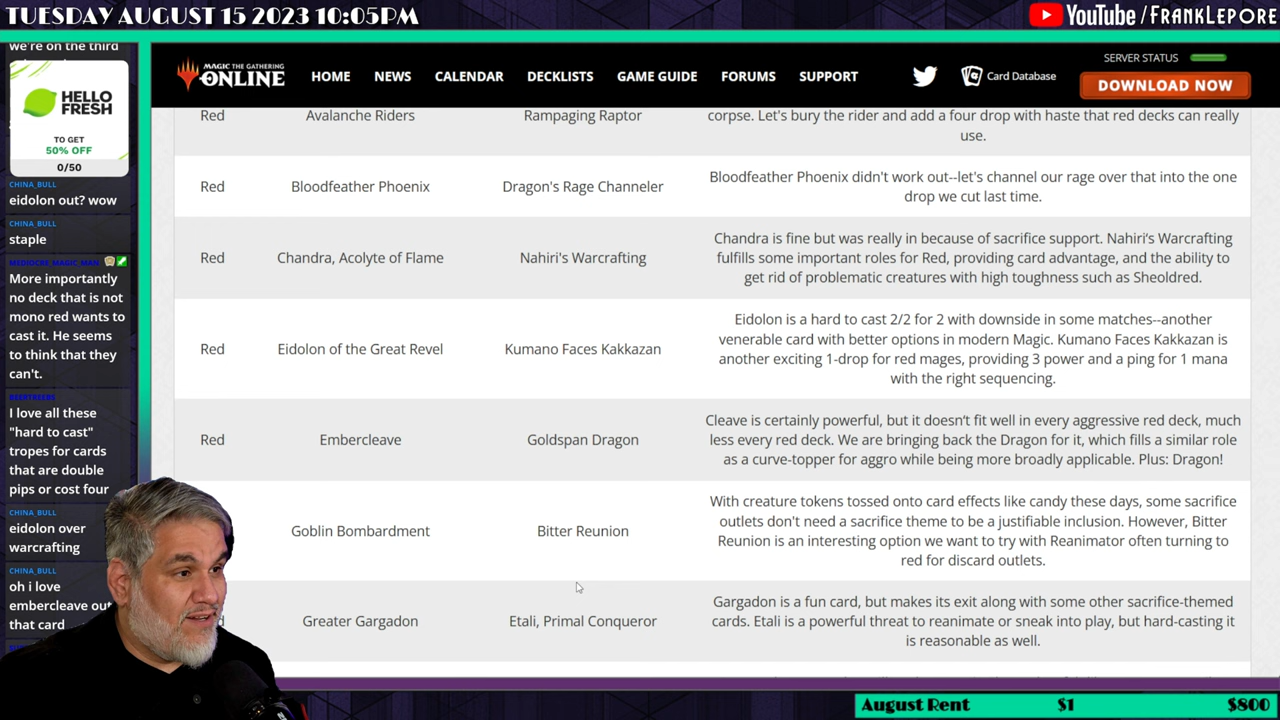 TUESDAY AUGUST 15 2023 10:05PM
YouTube /FRANKLEPORE
we're on the third
HELLO
FRESH
TO GET
50% OFF
0/50
CHINA_BULL
eidolon out? wow
CHINA_BULL
staple
MEDIOCRE_MAGIC_MAN
More importantly
no deck that is not
mono red wants to
cast it. He seems
to think that they
can't.
BEERTREEBS
I love all these
"hard to cast"
tropes for cards
that are double
pips or cost four
CHINA_BULL
eidolon over
warcrafting
CHINA_BULL
oh i love
embercleave out
that card
MAGIC THE GATHERING
ONLINE
HOME NEWS CALENDAR DECKLISTS GAME GUIDE FORUMS SUPPORT
Card Database
SERVER STATUS
DOWNLOAD NOW
Red Avalanche Riders Rampaging Raptor
corpse. Let's bury the rider and add a four drop with haste that red decks can really
use.
Red Bloodfeather Phoenix Dragon's Rage Channeler
Bloodfeather Phoenix didn't work out--let's channel our rage over that into the one
drop we cut last time.
Red Chandra, Acolyte of Flame Nahiri's Warcrafting
Chandra is fine but was really in because of sacrifice support. Nahiri's Warcrafting
fulfills some important roles for Red, providing card advantage, and the ability to
get rid of problematic creatures with high toughness such as Sheoldred.
Red Eidolon of the Great Revel Kumano Faces Kakkazan
Eidolon is a hard to cast 2/2 for 2 with downside in some matches--another
venerable card with better options in modern Magic. Kumano Faces Kakkazan is
another exciting 1-drop for red mages, providing 3 power and a ping for 1 mana
with the right sequencing.
Red Embercleave Goldspan Dragon
Cleave is certainly powerful, but it doesn't fit well in every aggressive red deck, much
less every red deck. We are bringing back the Dragon for it, which fills a similar role
as a curve-topper for aggro while being more broadly applicable. Plus: Dragon!
Goblin Bombardment Bitter Reunion
With creature tokens tossed onto card effects like candy these days, some sacrifice
outlets don't need a sacrifice theme to be a justifiable inclusion. However, Bitter
Reunion is an interesting option we want to try with Reanimator often turning to
red for discard outlets.
Greater Gargadon Etali, Primal Conqueror
Gargadon is a fun card, but makes its exit along with some other sacrifice-themed
cards. Etali is a powerful threat to reanimate or sneak into play, but hard-casting it
is reasonable as well.
August Rent $1 $800